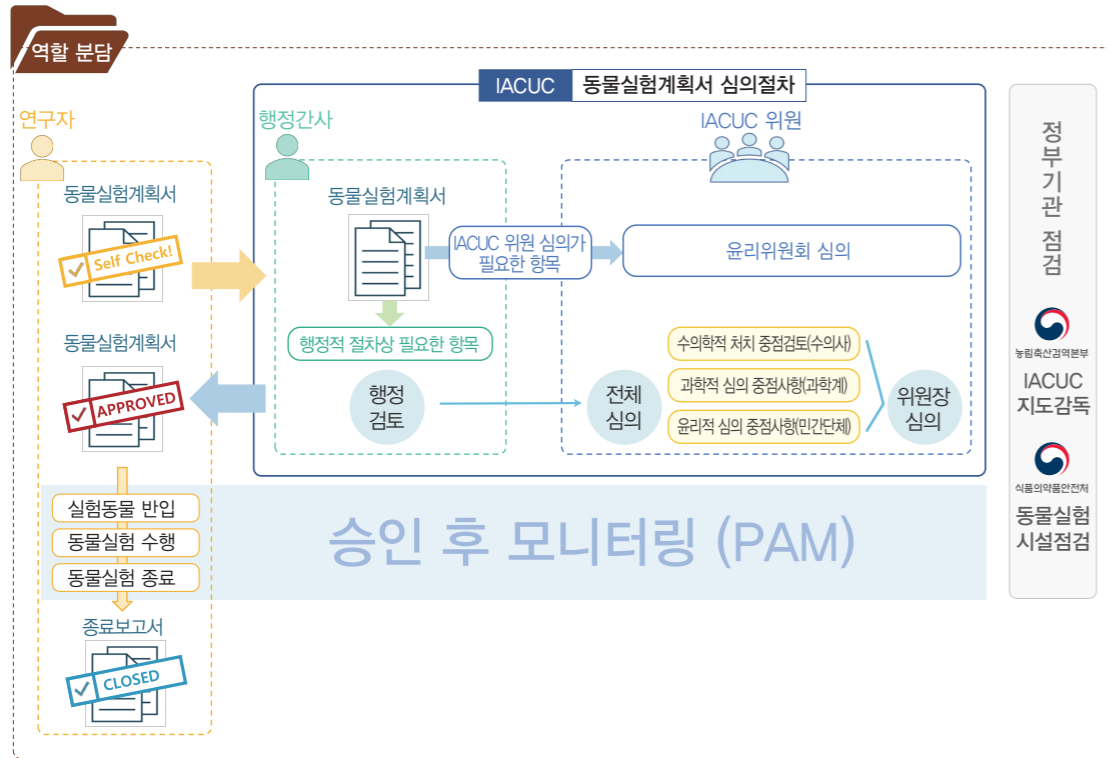 역할 분담
IACUC 동물실험계획서 심의절차
연구자
동물실험계획서
Self Check!
동물실험계획서
APPROVED
실험동물 반입
동물실험 수행
동물실험 종료
종료보고서
CLOSED
행정간사
동물실험계획서
IACUC 위원 심의가
필요한 항목
행정적 절차상 필요한 항목
행정
검토
IACUC 위원
윤리위원회 심의
전체
심의
수의학적 처치 중점검토(수의사)
과학적 심의 중점사항(과학계)
윤리적 심의 중점사항(민간단체)
위원장
심의
승인 후 모니터링 (PAM)
정부기관 점검
농림축산검역본부
IACUC
지도감독
식품의약품안전처
동물실험
시설점검